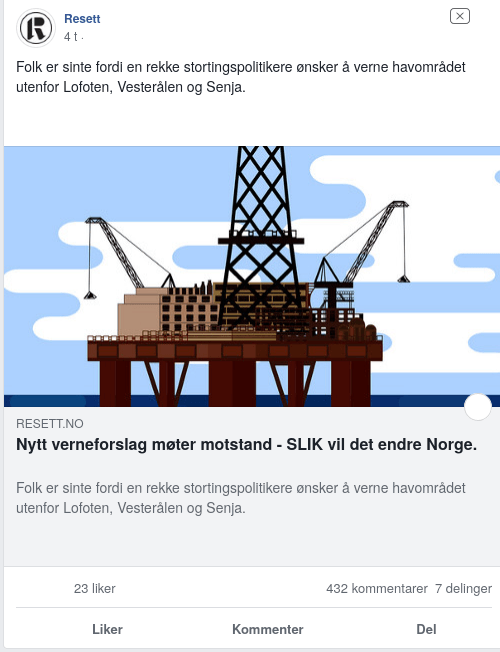 Resett
4 t ·
Folk er sinte fordi en rekke stortingspolitikere ønsker å verne havområdet
utenfor Lofoten, Vesterålen og Senja.
RESETT.NO
Nytt verneforslag møter motstand - SLIK vil det endre Norge.
Folk er sinte fordi en rekke stortingspolitikere ønsker å verne havområdet
utenfor Lofoten, Vesterålen og Senja.
23 liker 432 kommentarer 7 delinger
Liker Kommenter Del